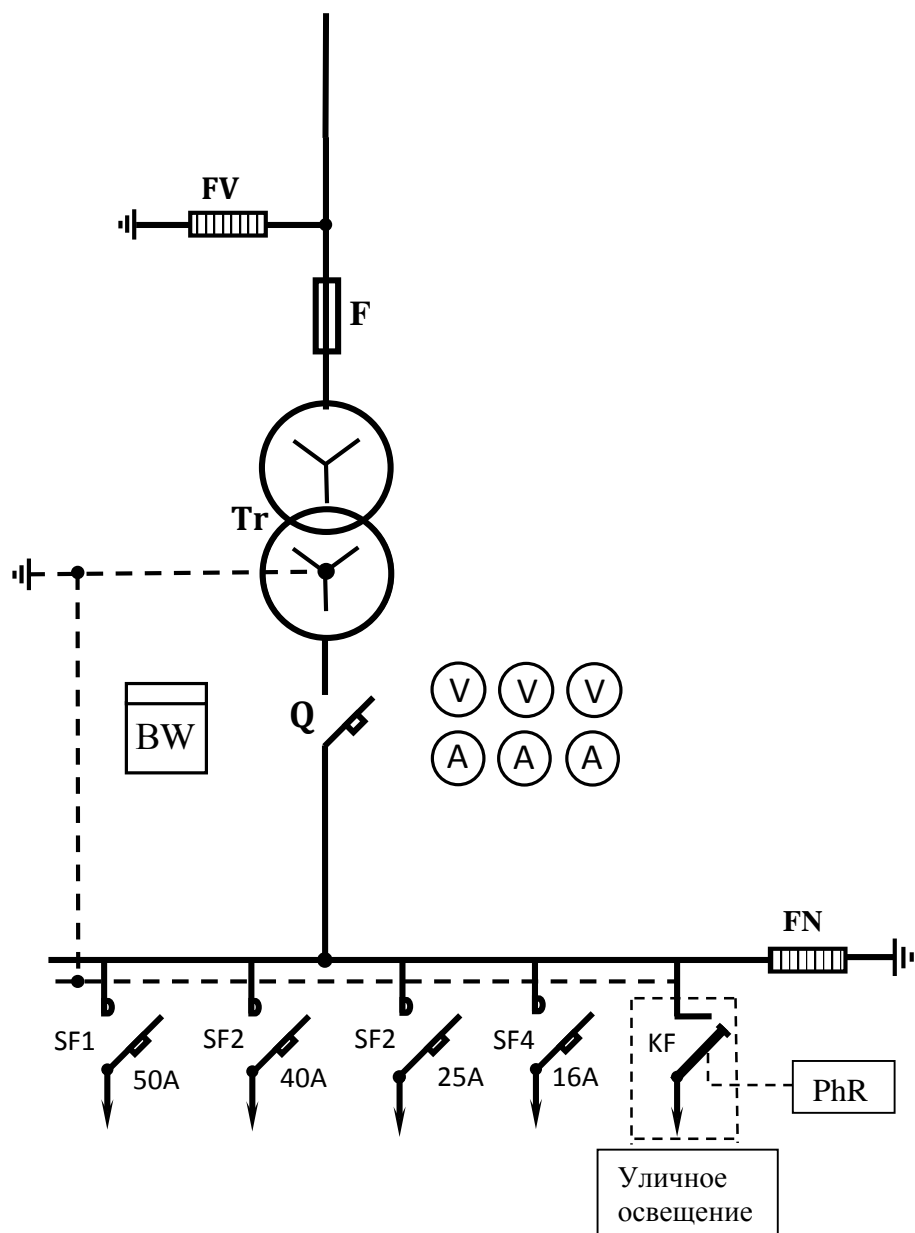 FV
F
Tr
Q
V V V
BW
A A A
FN
SF1
SF2
SF2
SF4
KF
50A
40A
25A
16A
PhR
Уличное
освещение